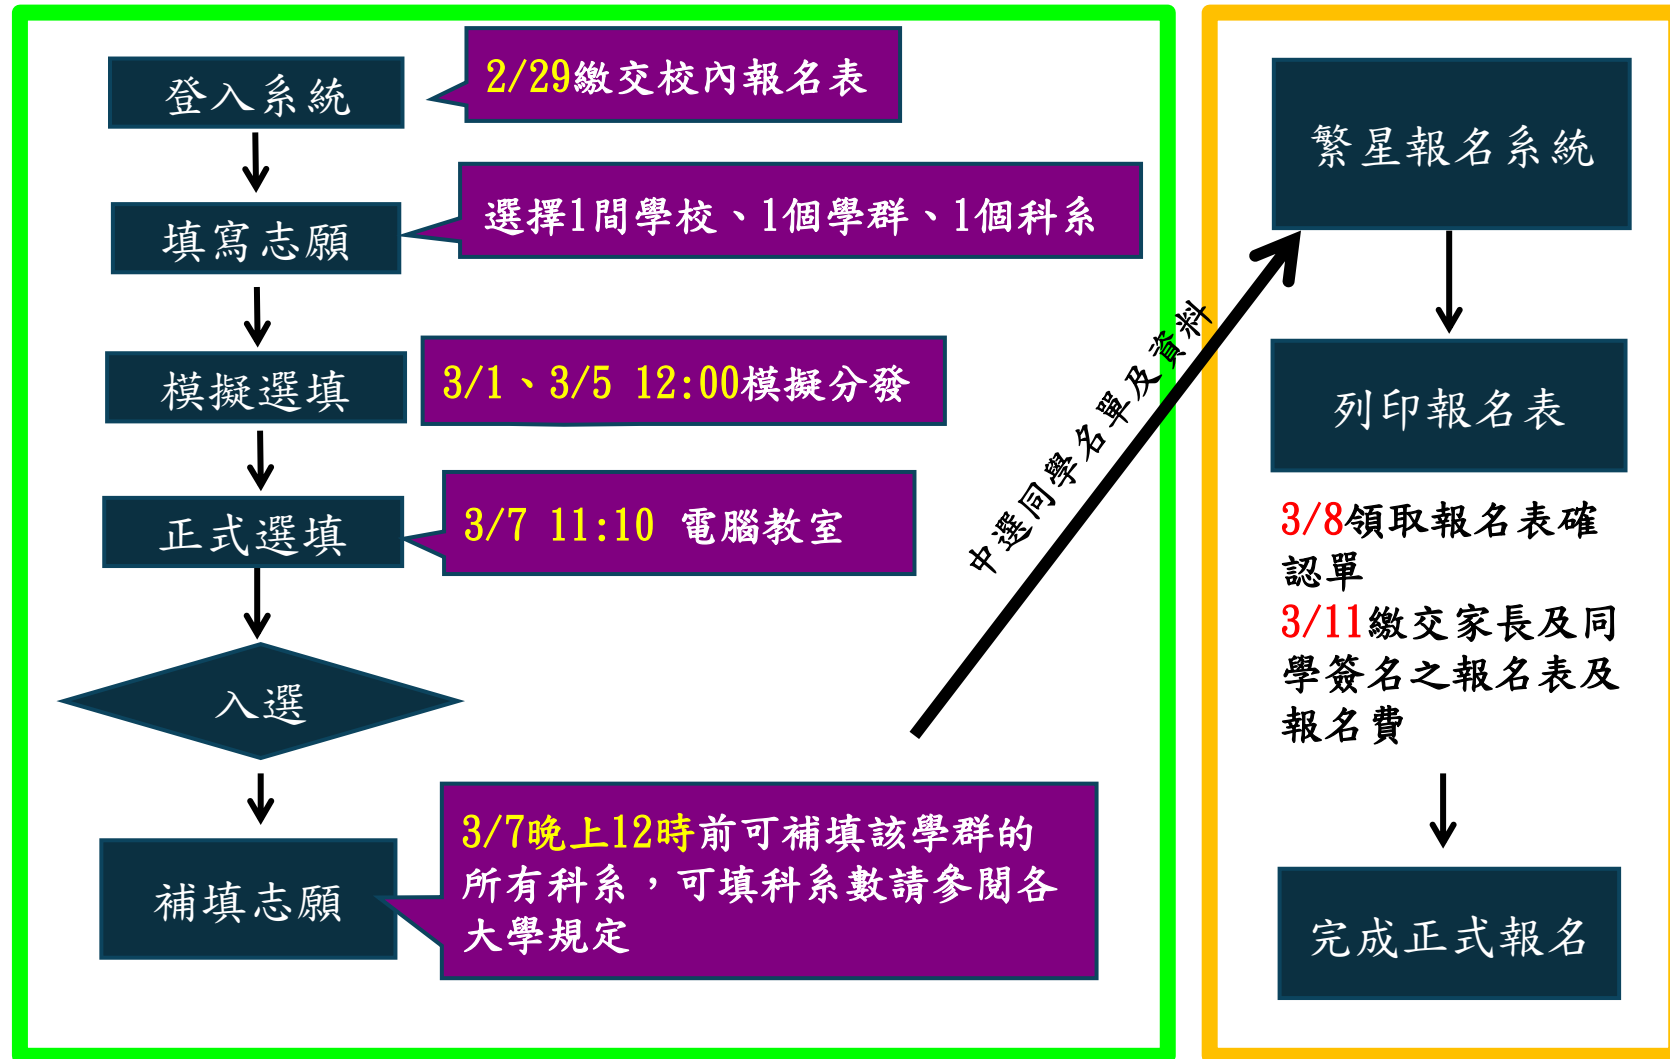 登入系統
2/29繳交校內報名表
填寫志願
選擇1間學校、1個學群、1個科系
模擬選填
3/1、3/5 12:00模擬分發
正式選填
3/7 11:10 電腦教室
入選
補填志願
3/7晚上12時前可補填該學群的
所有科系，可填科系數請參閱各
大學規定
中選同學名單及資料
繁星報名系統
列印報名表
3/8領取報名表確
認單
3/11繳交家長及同
學簽名之報名表及
報名費
完成正式報名